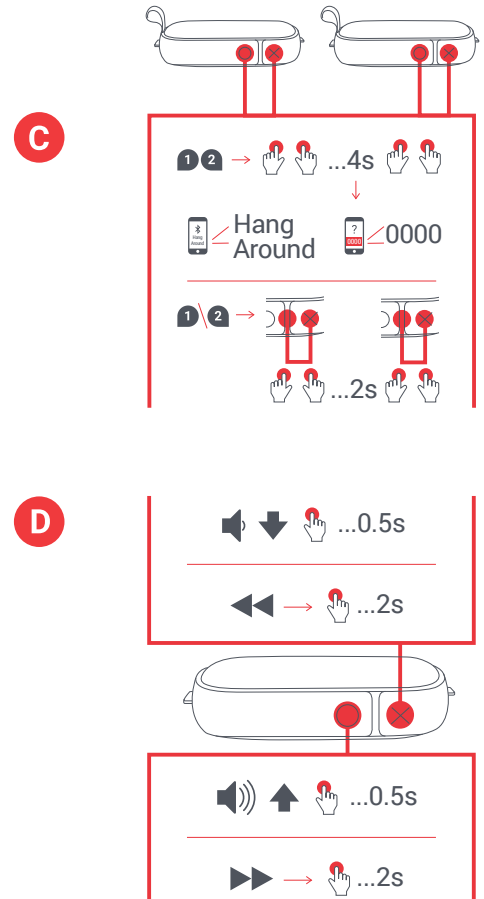 C
1 2 ...4s
Hang Around
Hang
Around
?
0000
0000
1 2
...2s
D
...0.5s
...2s
...0.5s
...2s